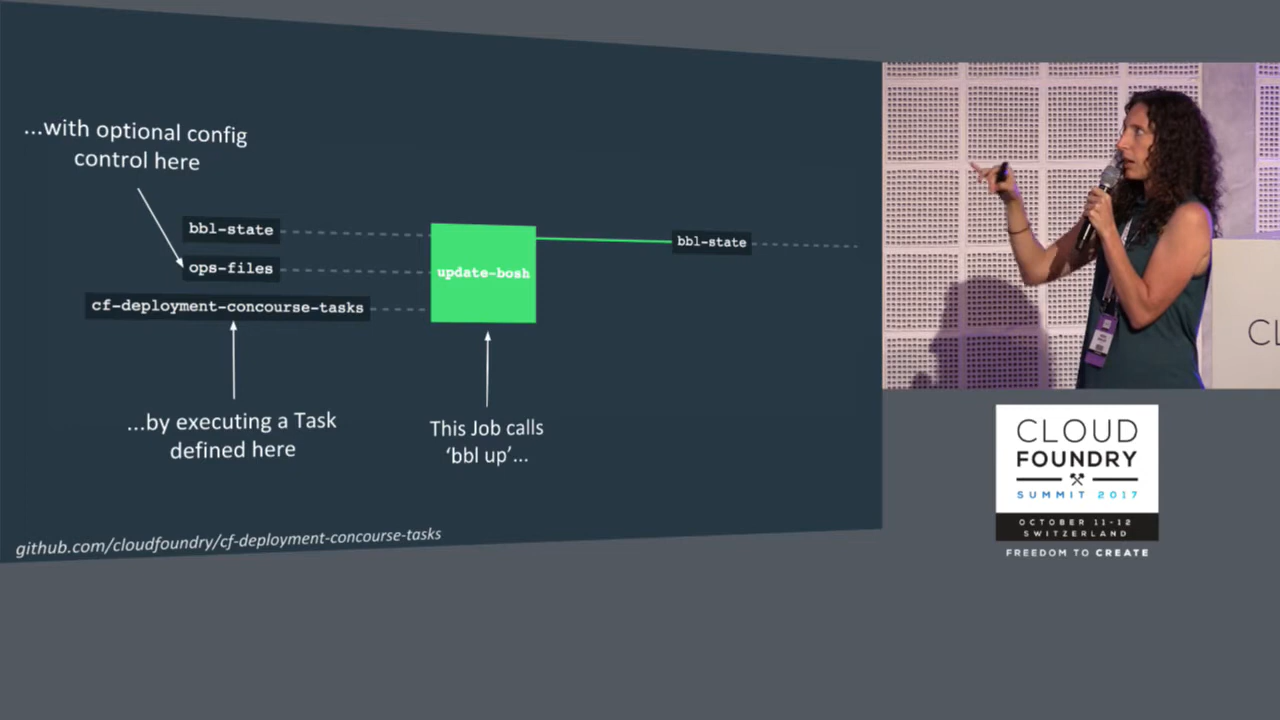 ...with optional config
control here
bbl-state
ops-files
cf-deployment-concourse-tasks
update-bosh
bbl-state
...by executing a Task
defined here
This Job calls
‘bbl up’...
github.com/cloudfoundry/cf-deployment-concourse-tasks
CL
CLOUD
FOUNDRY
SUMMIT 2017
OCTOBER 11-12
SWITZERLAND
FREEDOM TO CREATE